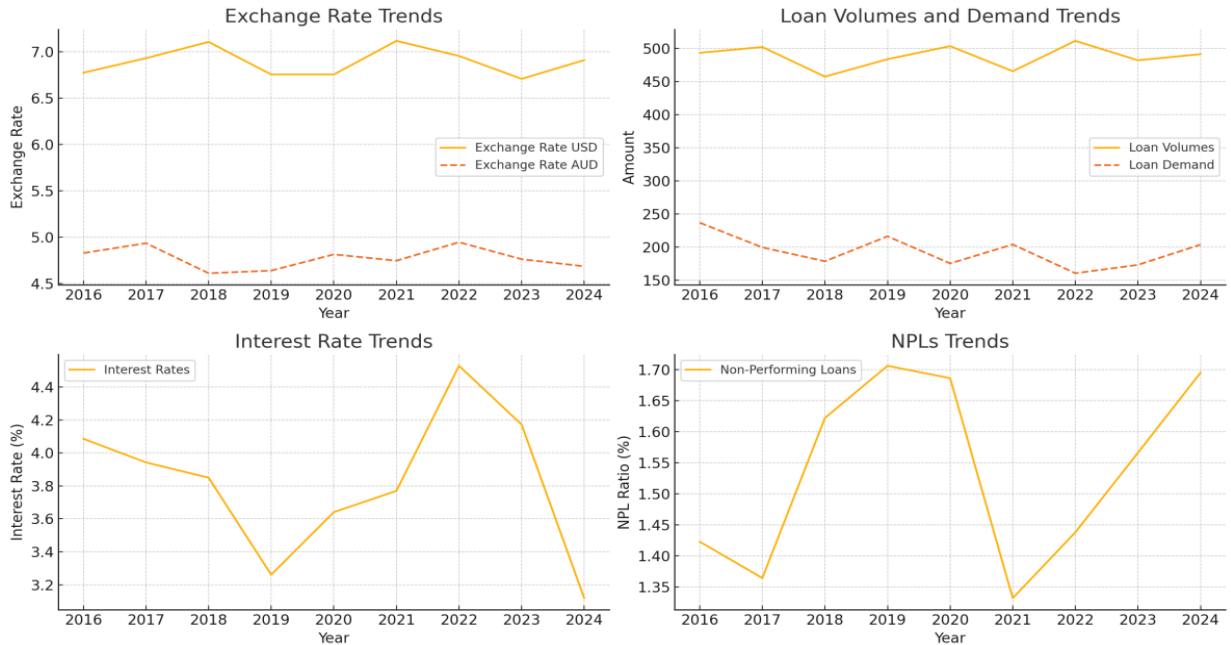 Exchange Rate Trends
Exchange Rate
7.0
6.5
6.0
5.5
5.0
4.5
Exchange Rate USD
Exchange Rate AUD
2016 2017 2018 2019 2020 2021 2022 2023 2024
Year
Loan Volumes and Demand Trends
Amount
500
450
400
350
300
250
200
150
Loan Volumes
Loan Demand
2016 2017 2018 2019 2020 2021 2022 2023 2024
Year
Interest Rate Trends
Interest Rate (%)
4.4
4.2
4.0
3.8
3.6
3.4
3.2
Interest Rates
2016 2017 2018 2019 2020 2021 2022 2023 2024
Year
NPLs Trends
NPL Ratio (%)
1.70
1.65
1.60
1.55
1.50
1.45
1.40
1.35
Non-Performing Loans
2016 2017 2018 2019 2020 2021 2022 2023 2024
Year